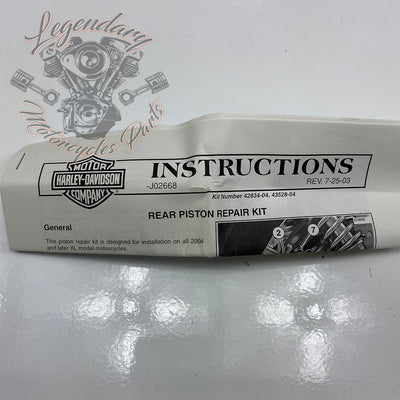 Legendary
Motorcycles Parts
MOTOR
HARLEY-DAVIDSON
COMPANY
INSTRUCTIONS
-J02668
REV. 7-25-03
Kit Number 42834-04, 43528-04
REAR PISTON REPAIR KIT
General
This piston repair kit is designed for installation on all 2004
and later XL model motorcycles.
2
7